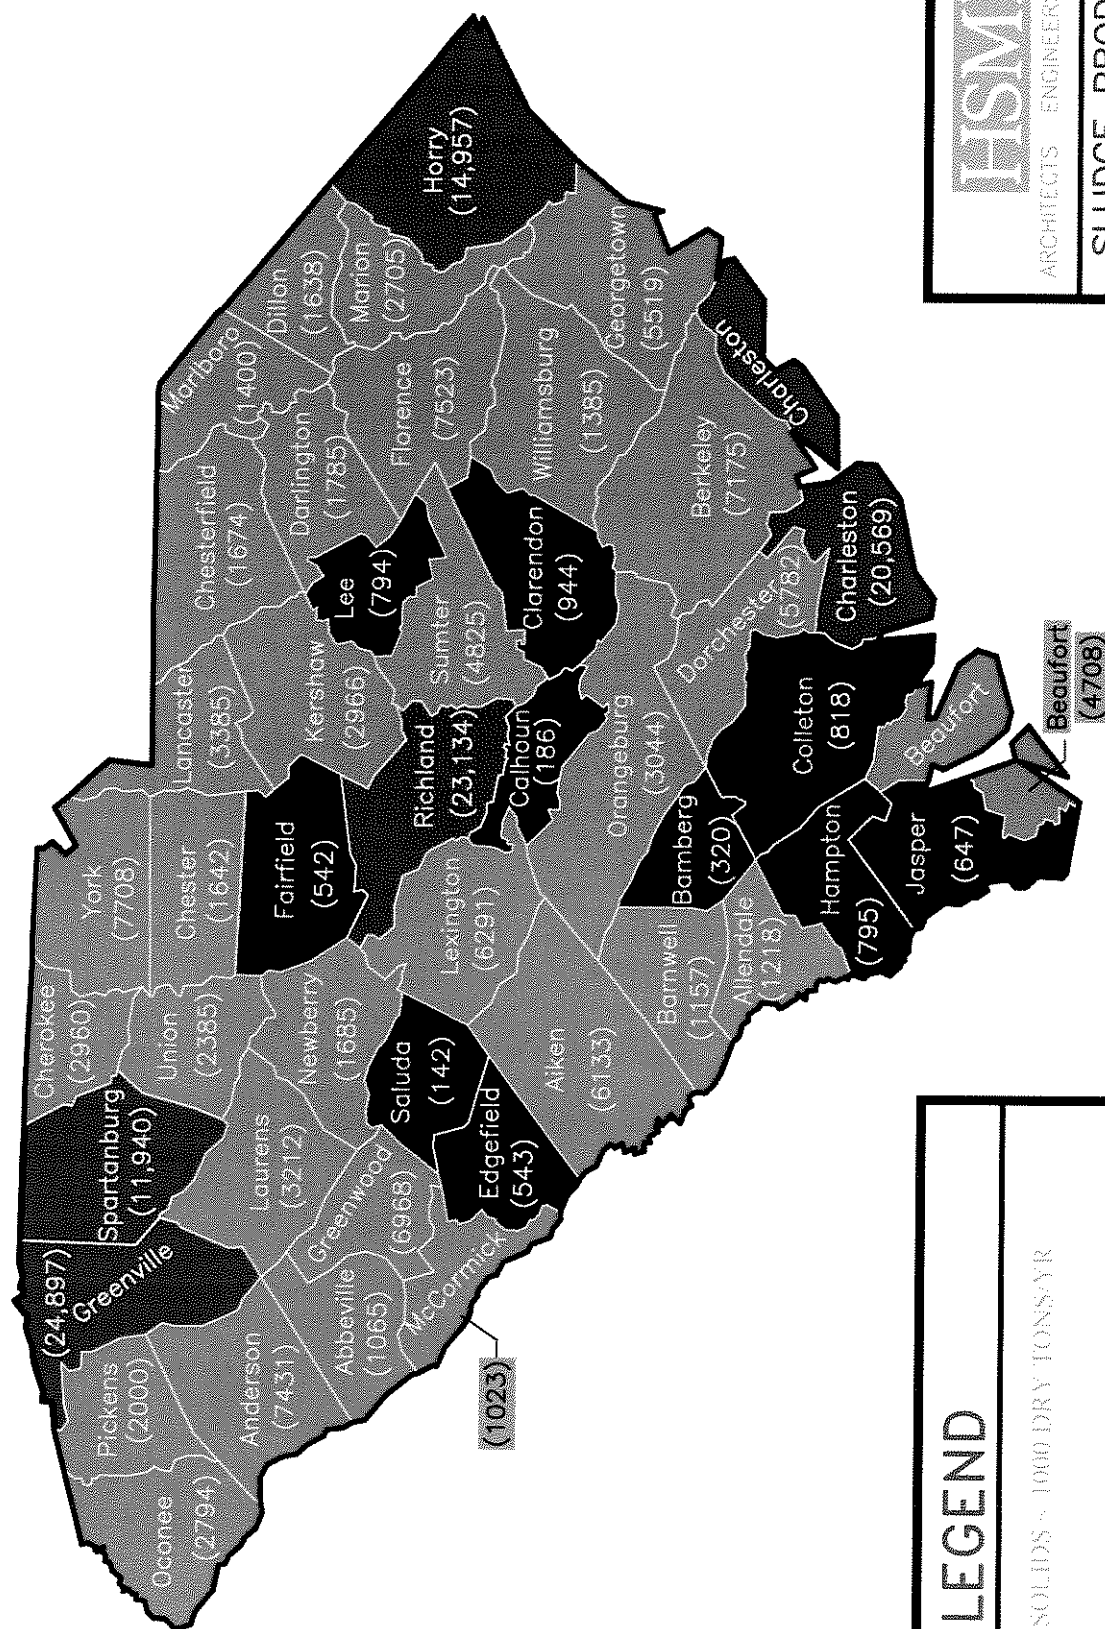 Oconee
(2794)
Pickens
(2000)
(24,897)
Greenville
Spartanburg
(11,940)
Cherokee
(2960)
York
(7708)
Anderson
(7431)
Laurens
(3212)
Union
(2385)
Chester
(1642)
Lancaster
(3385)
Chesterfield
(1674)
Marlboro
(1400)
Dillon
(1638)
Abbeville
(1065)
Greenwood
(6968)
Newberry
(1685)
Fairfield
(542)
Kershaw
(2966)
Lee
(794)
Darlington
(1785)
Florence
(7523)
Marion
(2705)
Horry
(14,957)
McCormick
(1023)
Edgefield
(543)
Saluda
(142)
Lexington
(6291)
Richland
(23,134)
Sumter
(4825)
Calhoun
(186)
Clarendon
(944)
Williamsburg
(1385)
Georgetown
(5519)
Aiken
(6133)
Orangeburg
(3044)
Berkeley
(7175)
Barnwell
(1157)
Bamberg
(320)
Dorchester
(5782)
Charleston
Allendale
(1218)
Hampton
(795)
Colleton
(818)
Charleston
(20,569)
Jasper
(647)
Beaufort
Beaufort
(4708)
LEGEND
SOLIDS ~ 1000 DRY TONS/YR
HSM
ARCHITECTS ENGINEERS